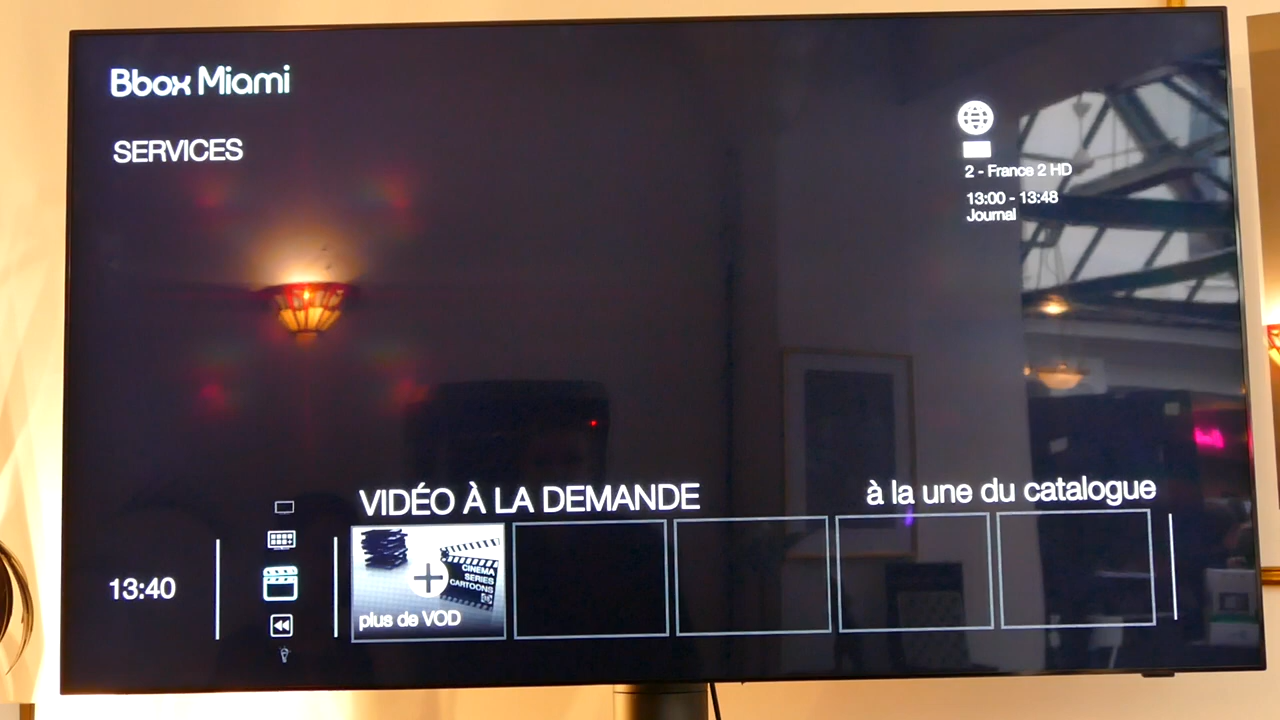 Bbox Miami
SERVICES
2 - France 2 HD
13:00 - 13:48
Journal
VIDÉO À LA DEMANDE
à la une du catalogue
CINEMA
SERIES
CARTOONS
plus de VOD
13:40